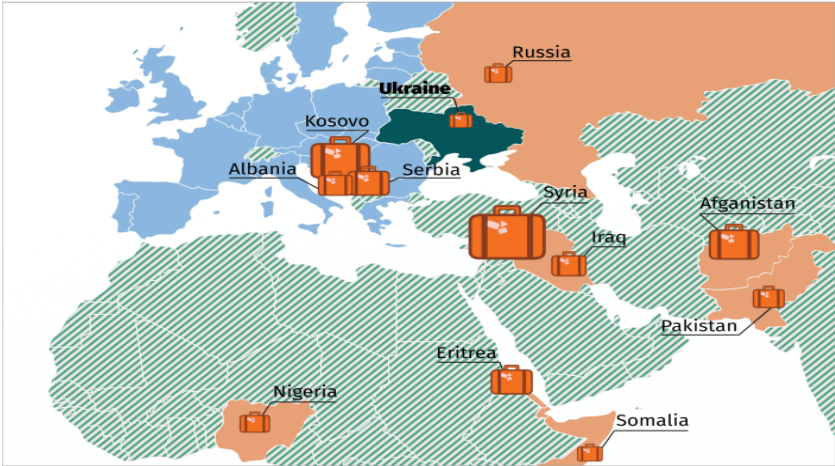 Russia
Ukraine
Kosovo
Albania
Serbia
Syria
Afganistan
Iraq
Pakistan
Eritrea
Nigeria
Somalia